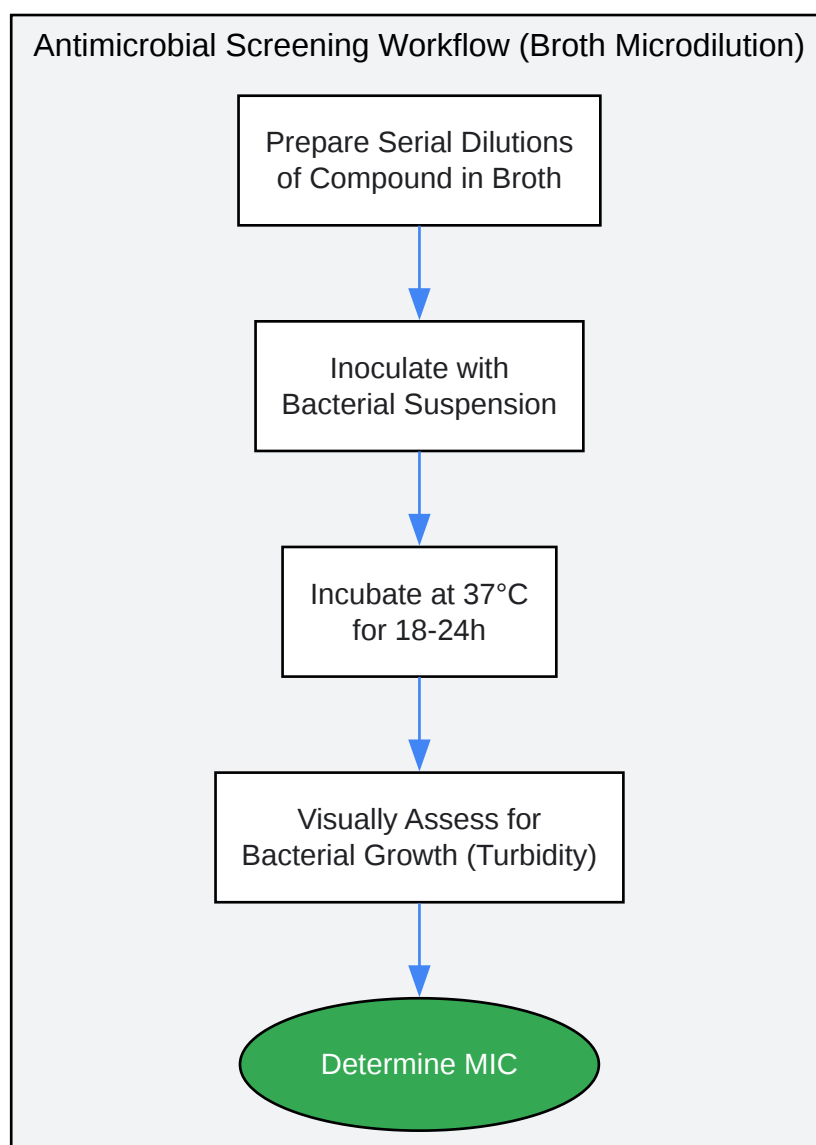 Antimicrobial Screening Workflow (Broth Microdilution)
Prepare Serial Dilutions
of Compound in Broth
Inoculate with
Bacterial Suspension
Incubate at 37°C
for 18-24h
Visually Assess for
Bacterial Growth (Turbidity)
Determine MIC